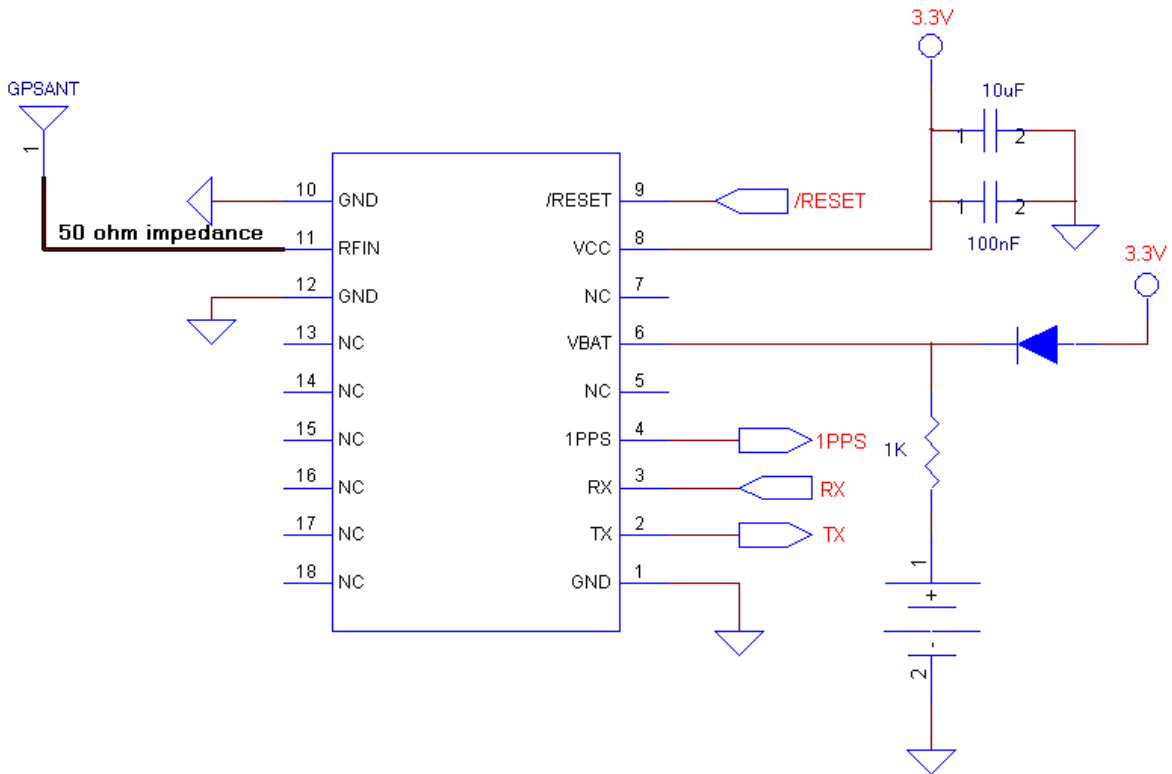 3.3V
GPSANT
10uF
1
1 2
10 GND /RESET 9 /RESET
1 2
50 ohm impedance
11 RFIN VCC 8
100nF
3.3V
12 GND NC 7
13 NC VBAT 6
14 NC NC 5
15 NC 1PPS 4 1PPS
1K
16 NC RX 3 RX
17 NC TX 2 TX
18 NC GND 1
1
+
-
2